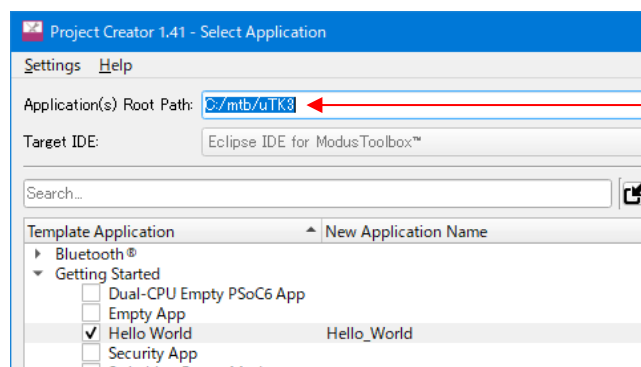 Project Creator 1.41 - Select Application
Settings Help
Application(s) Root Path: C:/mtb/uTK3
Target IDE: Eclipse IDE for ModusToolbox™
Search...
Template Application New Application Name
Bluetooth®
Getting Started
Dual-CPU Empty PSoC6 App
Empty App
Hello World Hello_World
Security App